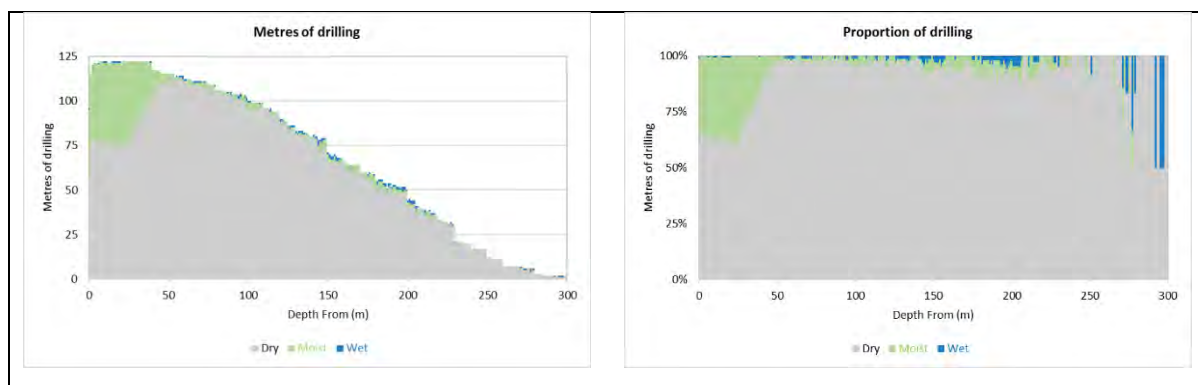 Metres of drilling
125
100
75
50
25
0
Metres of drilling
0 50 100 150 200 250 300
Depth From (m)
Dry Moist Wet
Proportion of drilling
100%
75%
50%
25%
0%
Metres of drilling
0 50 100 150 200 250 300
Depth From (m)
Dry Moist Wet